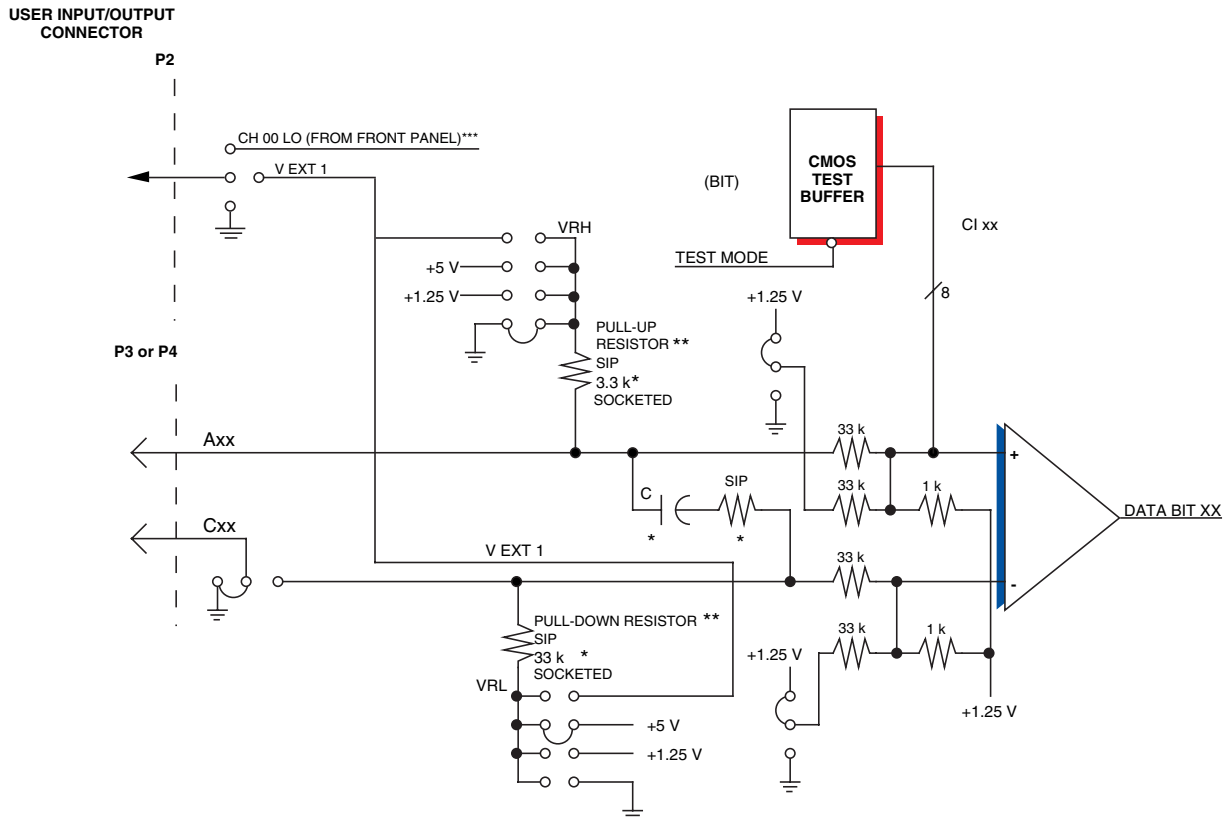 USER INPUT/OUTPUT
CONNECTOR
P2
CH 00 LO (FROM FRONT PANEL)***
V EXT 1
CMOS
TEST
BUFFER
(BIT)
CI xx
TEST MODE
8
VRH
+5 V
+1.25 V
+1.25 V
PULL-UP
RESISTOR **
SIP
3.3 k*
SOCKETED
P3 or P4
Axx
33 k
+
C
SIP
33 k
1 k
*
*
DATA BIT XX
Cxx
V EXT 1
33 k
-
PULL-DOWN RESISTOR **
SIP
33 k *
SOCKETED
33 k
1 k
+1.25 V
VRL
+1.25 V
+5 V
+1.25 V